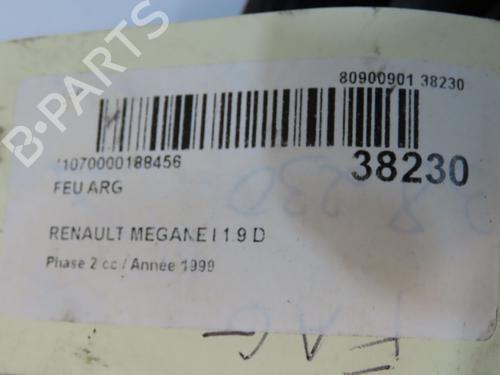 80900901 38230
B-PARTS
1070000188456
38230
FEU ARG
RENAULT MEGANE I 1.9 D
Phase 2 cc / Année 1999